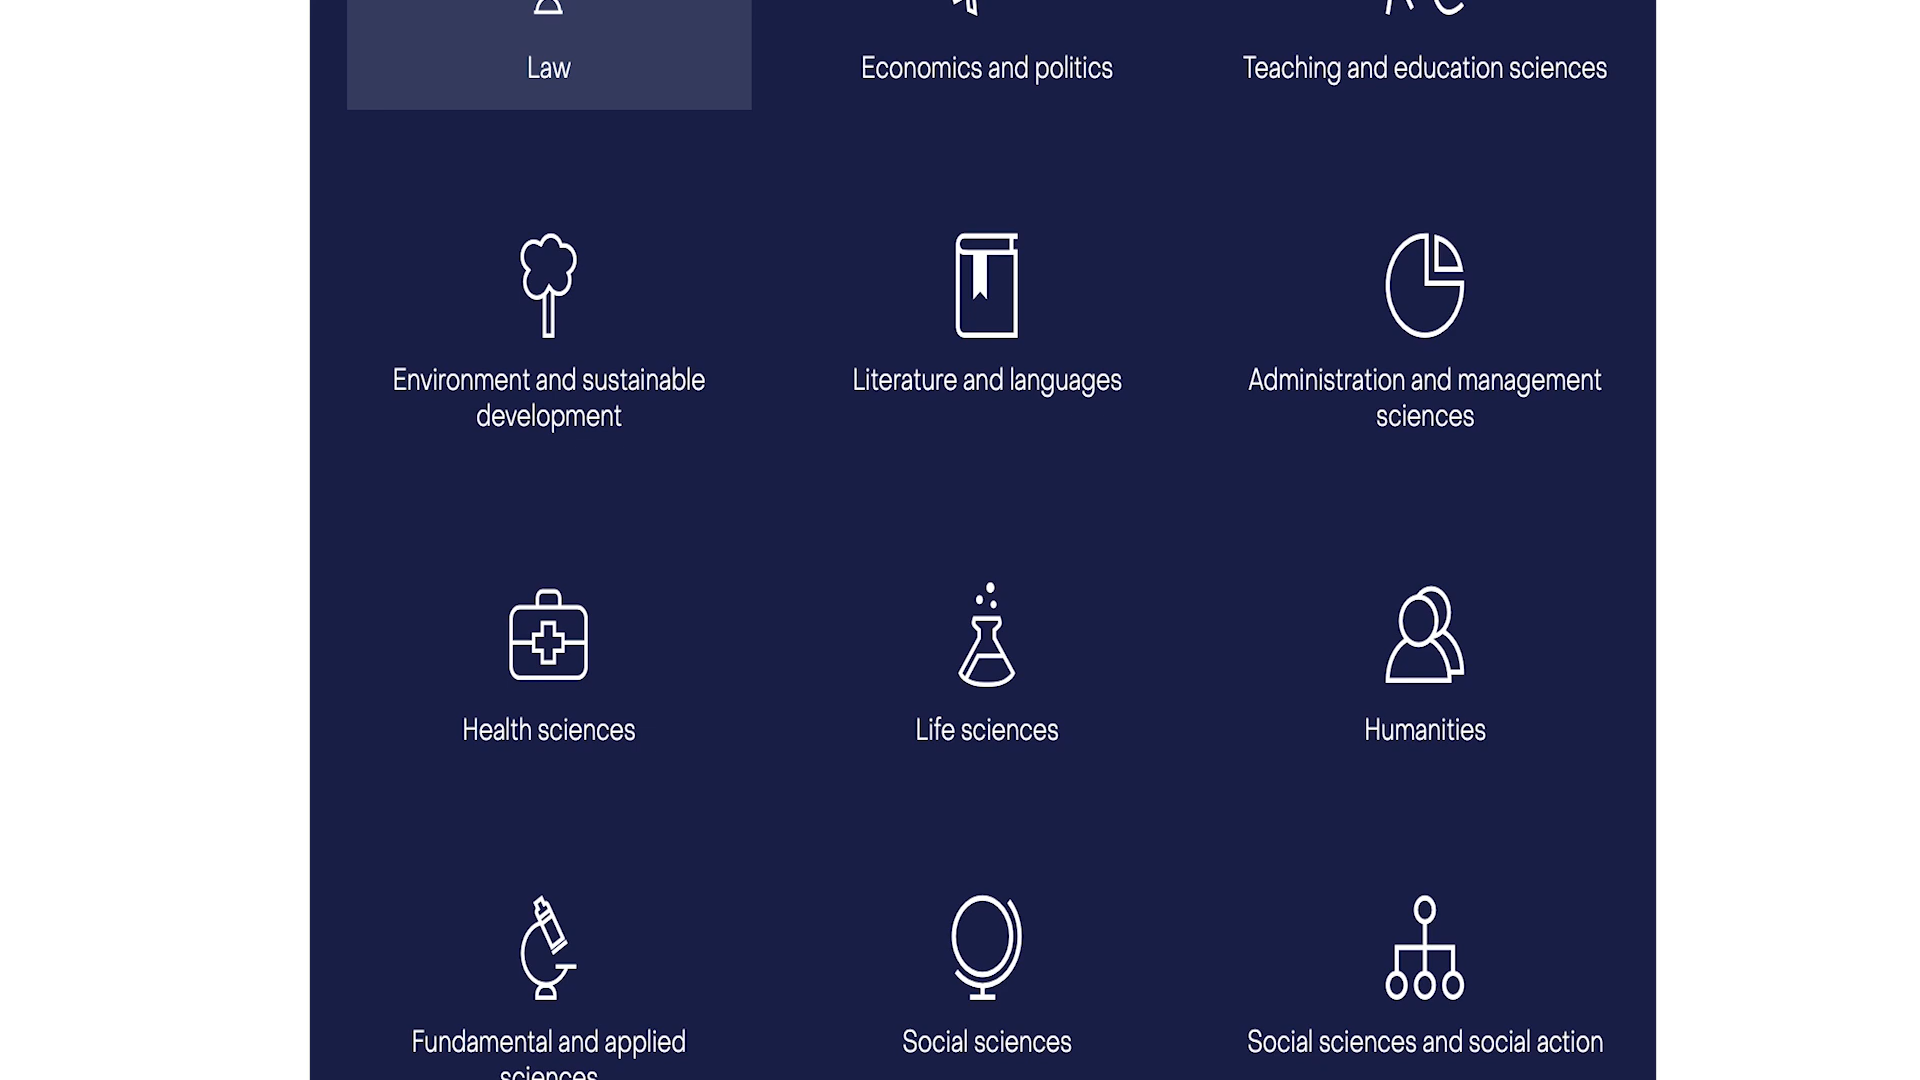 Law
Economics and politics
Teaching and education sciences
Environment and sustainable
development
Literature and languages
Administration and management
sciences
Health sciences
Life sciences
Humanities
Fundamental and applied
sciences
Social sciences
Social sciences and social action